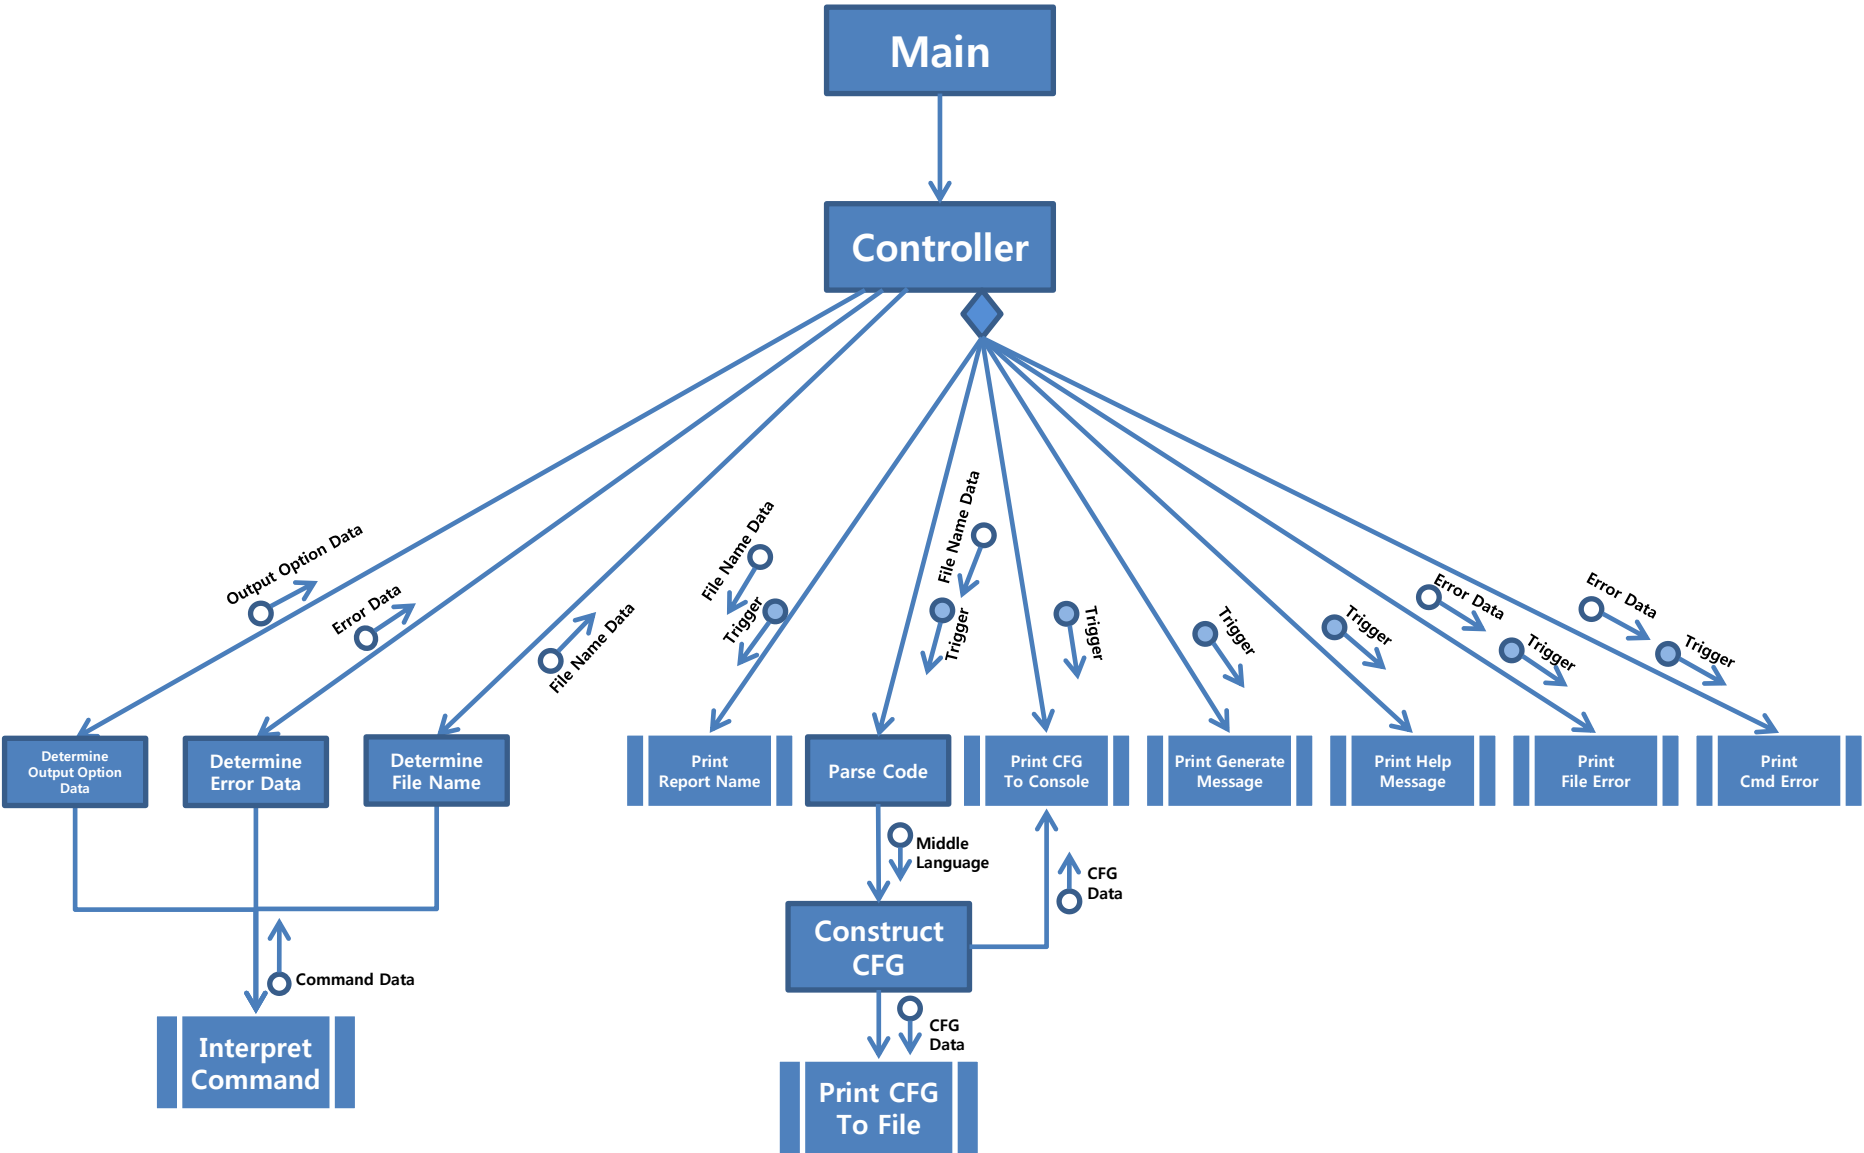 Main
Controller
Output Option Data
Error Data
File Name Data
File Name Data
Trigger
File Name Data
Trigger
Trigger
Trigger
Trigger
Error Data
Trigger
Error Data
Trigger
Determine
Output Option
Data
Determine
Error Data
Determine
File Name
Print
Report Name
Parse Code
Print CFG
To Console
Print Generate
Message
Print Help
Message
Print
File Error
Print
Cmd Error
Middle
Language
CFG
Data
Construct
CFG
Command Data
CFG
Data
Interpret
Command
Print CFG
To File